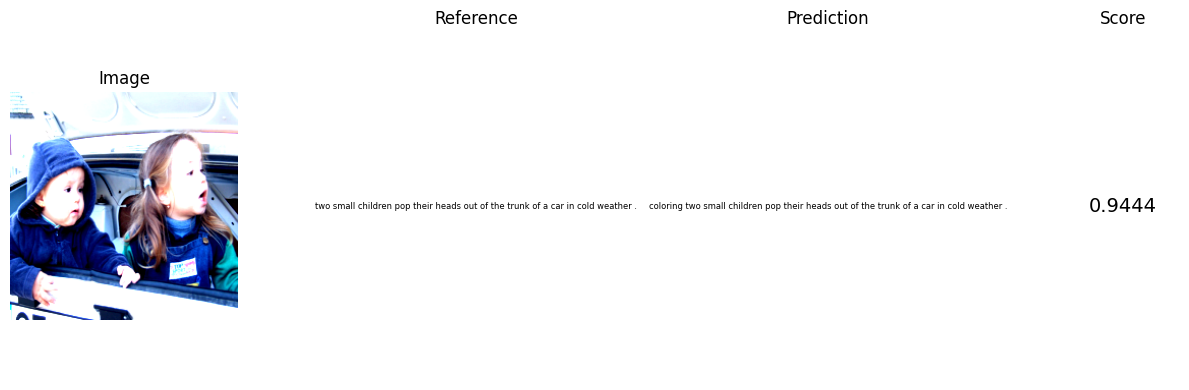 Reference
Prediction
Score
Image
two small children pop their heads out of the trunk of a car in cold weather .
coloring two small children pop their heads out of the trunk of a car in cold weather .
0.9444